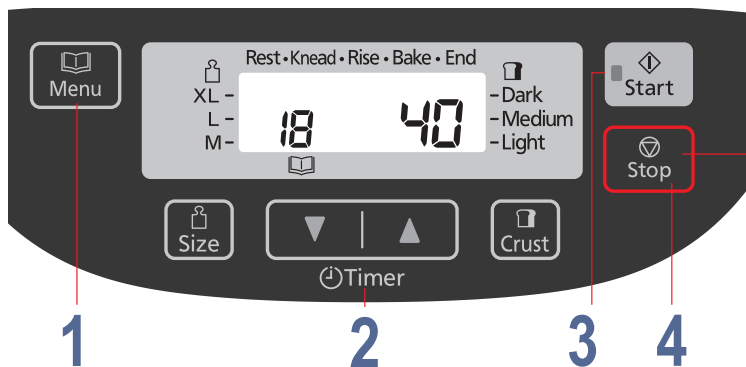 Menu
Rest • Knead • Rise • Bake • End
XL –
L –
M –
18 40
– Dark
– Medium
– Light
Start
Stop
Size
Crust
Timer
1 2 3 4